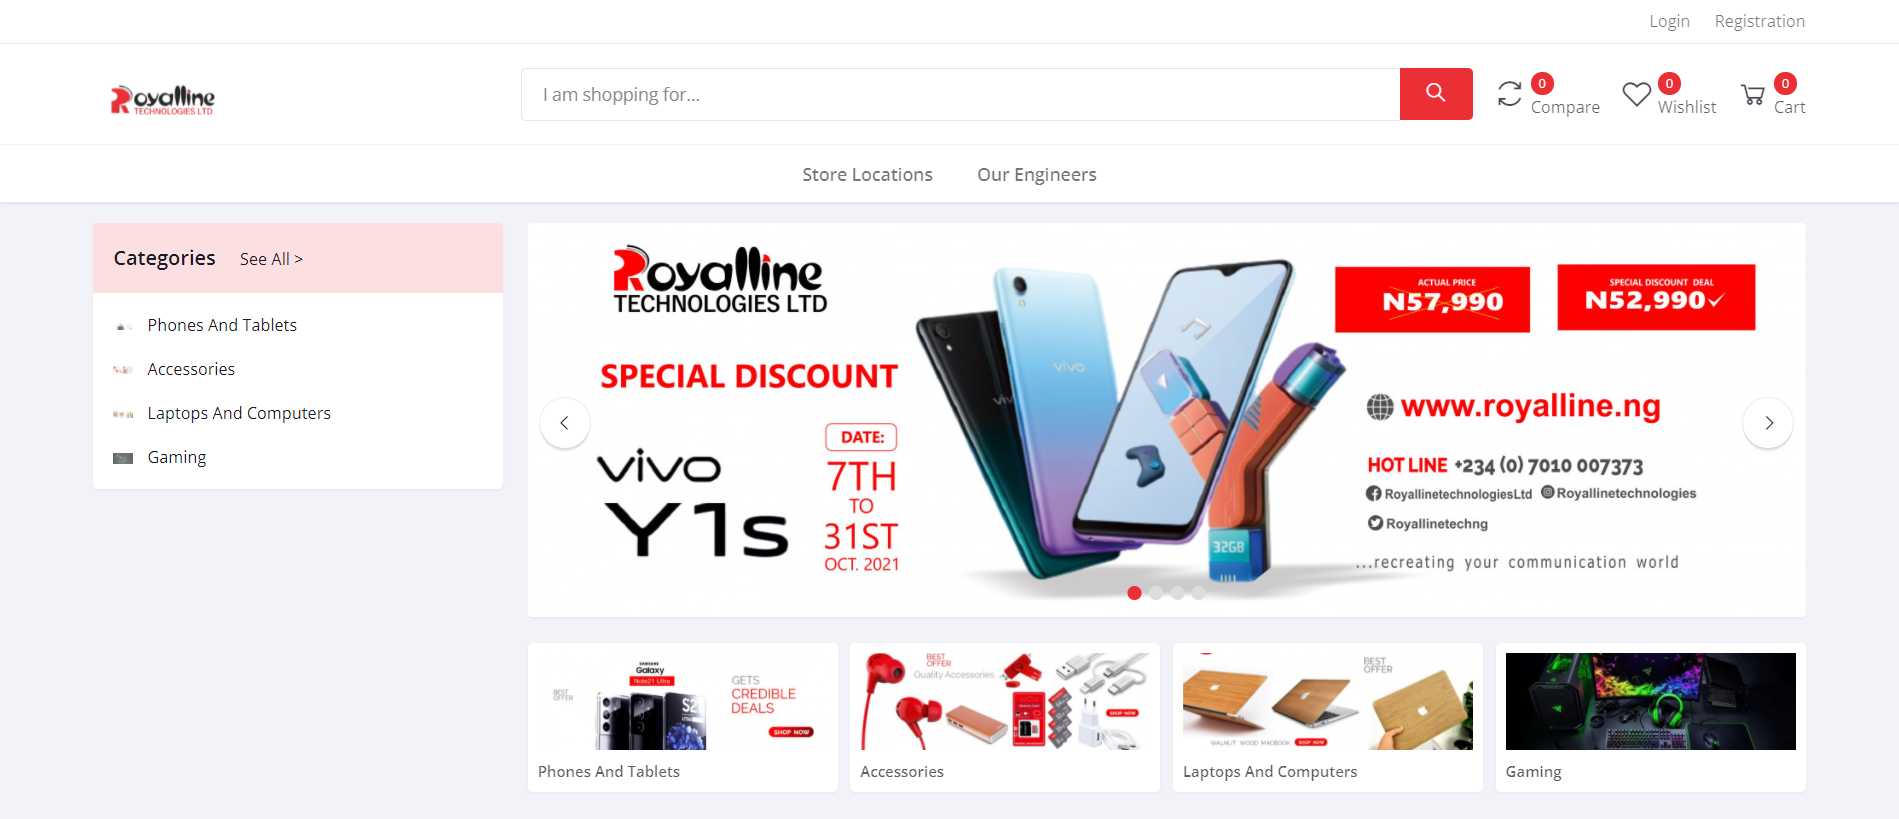 Login Registration
Royalline
TECHNOLOGIES LTD
I am shopping for...
0
Compare
0
Wishlist
0
Cart
Store Locations Our Engineers
Categories See All >
Phones And Tablets
Accessories
Laptops And Computers
Gaming
Royalline
TECHNOLOGIES LTD
SPECIAL DISCOUNT
vivo
Y1s
DATE:
7TH
TO
31ST
OCT. 2021
vivo
32GB
ACTUAL PRICE
N57,990
SPECIAL DISCOUNT DEAL
N52,990
www.royalline.ng
HOT LINE +234 (0) 7010 007373
RoyallinetechnologiesLtd Royallinetechnologies
Royallinetechng
...recreating your communication world
BEST
OFFER
SAMSUNG
Galaxy
Note21 Ultra
GETS
CREDIBLE
DEALS
SHOP NOW
Phones And Tablets
BEST
OFFER
Quality Accessories
SHOP NOW
Accessories
BEST
OFFER
WALNUT WOOD MACBOOK SHOP NOW
Laptops And Computers
Gaming